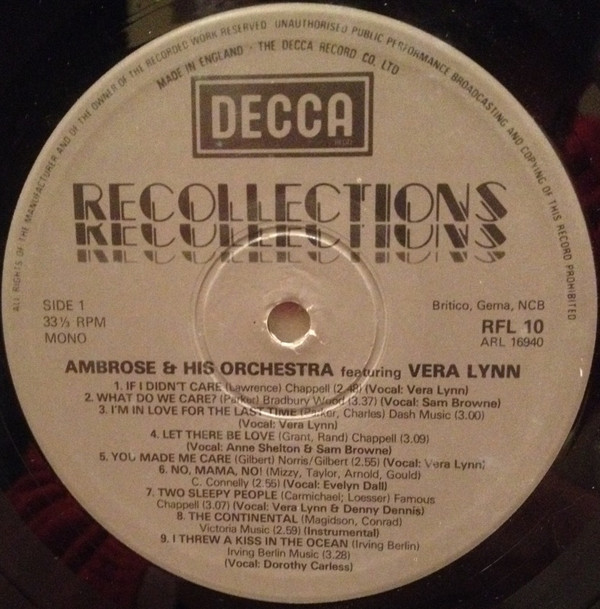 ALL RIGHTS OF THE MANUFACTURER AND OF THE OWNER OF THE RECORDED WORK RESERVED UNAUTHORISED PUBLIC PERFORMANCE BROADCASTING AND COPYING OF THIS RECORD PROHIBITED
MADE IN ENGLAND · THE DECCA RECORD CO. LTD
DECCA
RECOLLECTIONS
RECOLLECTIONS
RECOLLECTIONS
SIDE 1
33⅓ RPM
MONO
Britico, Gema, NCB
RFL 10
ARL 16940
AMBROSE & HIS ORCHESTRA featuring VERA LYNN
1. IF I DIDN'T CARE (Lawrence) Chappell (2.48) (Vocal: Vera Lynn)
2. WHAT DO WE CARE? (Parker) Bradbury Wood (3.37) (Vocal: Sam Browne)
3. I'M IN LOVE FOR THE LAST TIME (Parker, Charles) Dash Music (3.00)
(Vocal: Vera Lynn)
4. LET THERE BE LOVE (Grant, Rand) Chappell (3.09)
(Vocal: Anne Shelton & Sam Browne)
5. YOU MADE ME CARE (Gilbert) Norris/Gilbert (2.55) (Vocal: Vera Lynn)
6. NO, MAMA, NO! (Mizzy, Taylor, Arnold, Gould)
C. Connelly (2.55) (Vocal: Evelyn Dall)
7. TWO SLEEPY PEOPLE (Carmichael; Loesser) Famous
Chappell (3.07) (Vocal: Vera Lynn & Denny Dennis)
8. THE CONTINENTAL (Magidson, Conrad)
Victoria Music (2.59) (Instrumental)
9. I THREW A KISS IN THE OCEAN (Irving Berlin)
Irving Berlin Music (3.28)
(Vocal: Dorothy Carless)